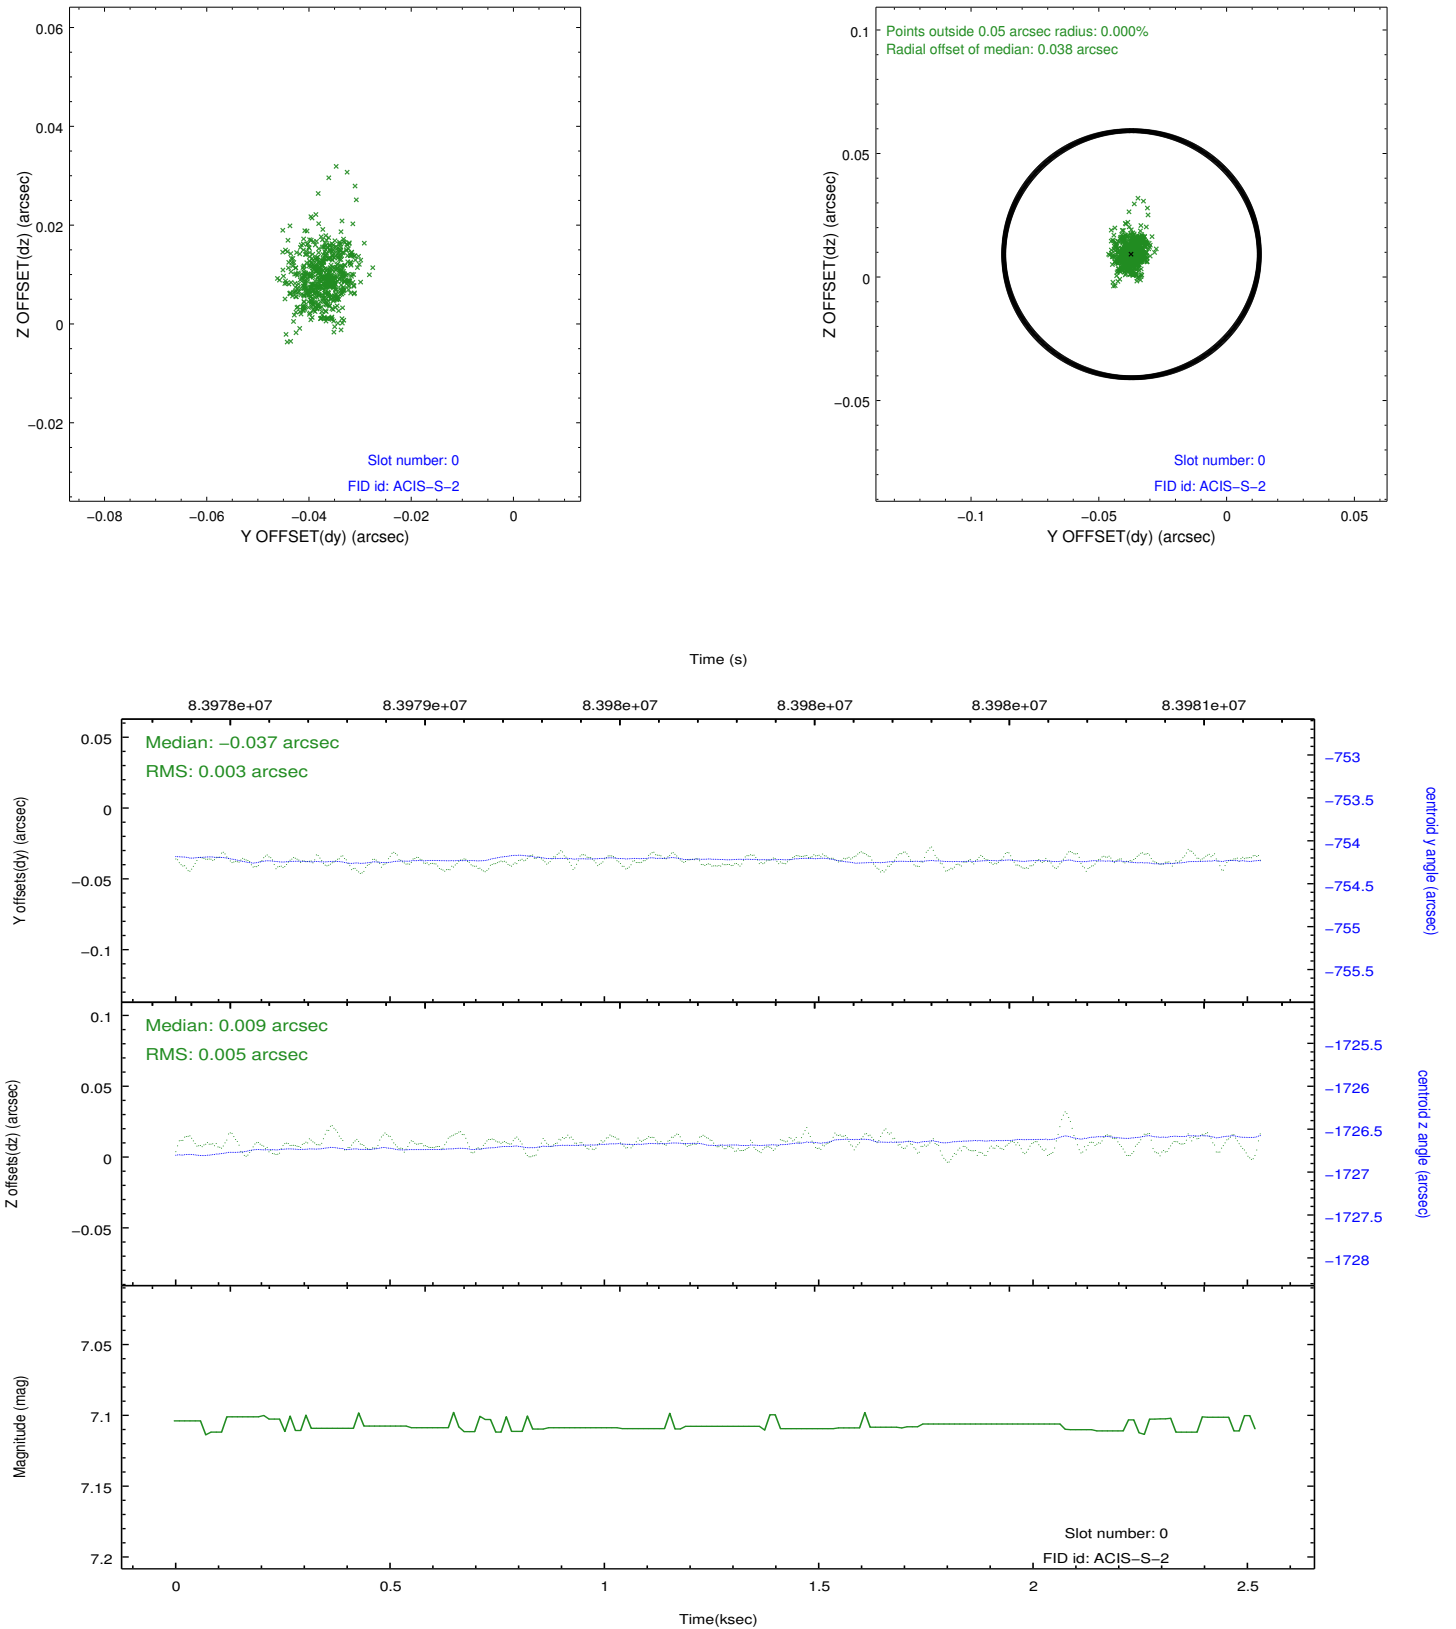 0.06
0.04
0.02
0
−0.02
Z OFFSET(dz) (arcsec)
Slot number: 0
FID id: ACIS−S−2
−0.08
−0.06
−0.04
−0.02
0
Y OFFSET(dy) (arcsec)
Points outside 0.05 arcsec radius: 0.000%
Radial offset of median: 0.038 arcsec
0.1
0.05
0
−0.05
Z OFFSET(dz) (arcsec)
Slot number: 0
FID id: ACIS−S−2
−0.1
−0.05
0
0.05
Y OFFSET(dy) (arcsec)
Time (s)
8.3978e+07
8.3979e+07
8.398e+07
8.398e+07
8.398e+07
8.3981e+07
Median: −0.037 arcsec
RMS: 0.003 arcsec
0.05
0
−0.05
−0.1
Y offsets(dy) (arcsec)
−753
−753.5
−754
−754.5
−755
−755.5
centroid y angle (arcsec)
Median: 0.009 arcsec
RMS: 0.005 arcsec
0.1
0.05
0
−0.05
Z offsets(dz) (arcsec)
−1725.5
−1726
−1726.5
−1727
−1727.5
−1728
centroid z angle (arcsec)
7.05
7.1
7.15
7.2
Magnitude (mag)
Slot number: 0
FID id: ACIS−S−2
0
0.5
1
1.5
2
2.5
Time(ksec)